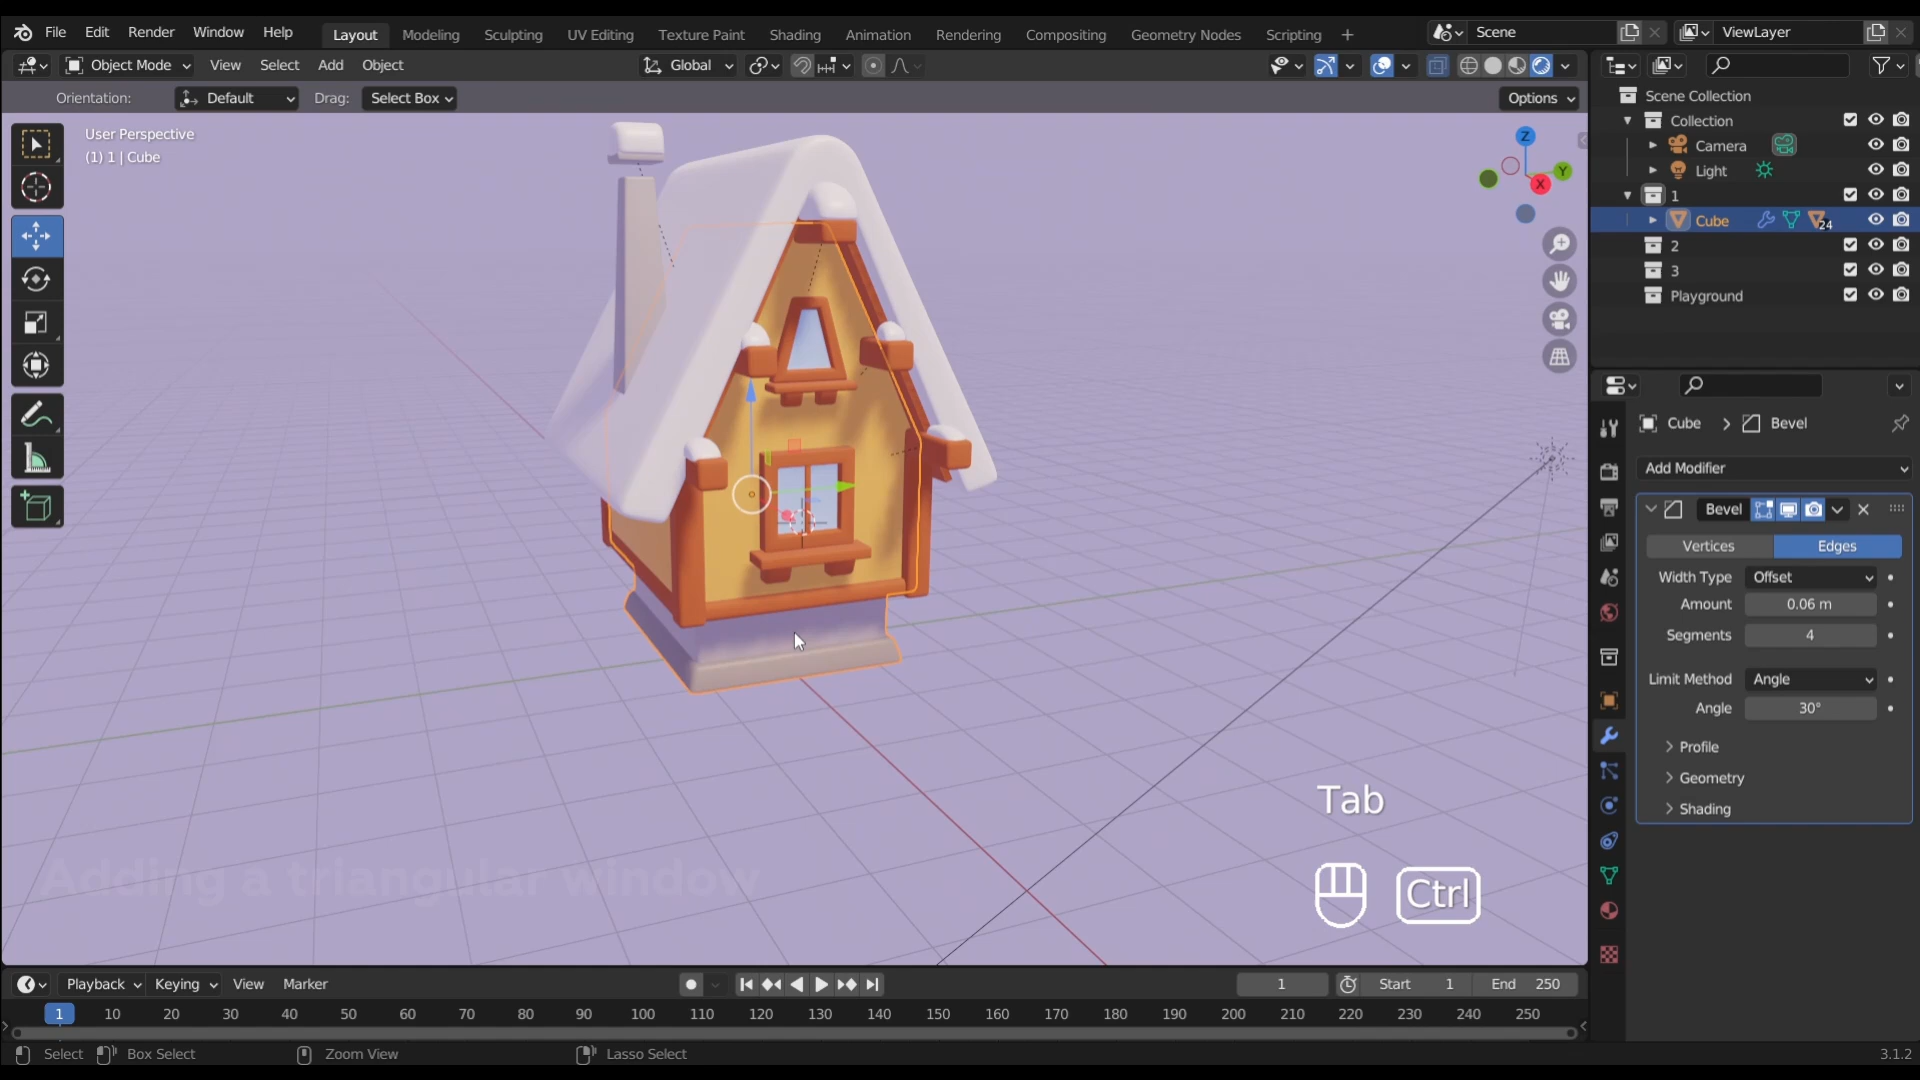 File Edit Render Window Help Layout Modeling Sculpting UV Editing Texture Paint Shading Animation Rendering Compositing Geometry Nodes Scripting + Scene ViewLayer
Object Mode View Select Add Object Global
Orientation: Default Drag: Select Box Options
User Perspective
(1) 1 | Cube
Z
Y
X
Scene Collection
Collection
Camera
Light
1
Cube 24
2
3
Playground
Cube > Bevel
Add Modifier
Bevel
Vertices Edges
Width Type Offset
Amount 0.06 m
Segments 4
Limit Method Angle
Angle 30°
Profile
Geometry
Shading
Tab
Ctrl
Adding a triangular window
Playback Keying View Marker 1 Start 1 End 250
1 10 20 30 40 50 60 70 80 90 100 110 120 130 140 150 160 170 180 190 200 210 220 230 240 250
Select Box Select Zoom View Lasso Select 3.1.2